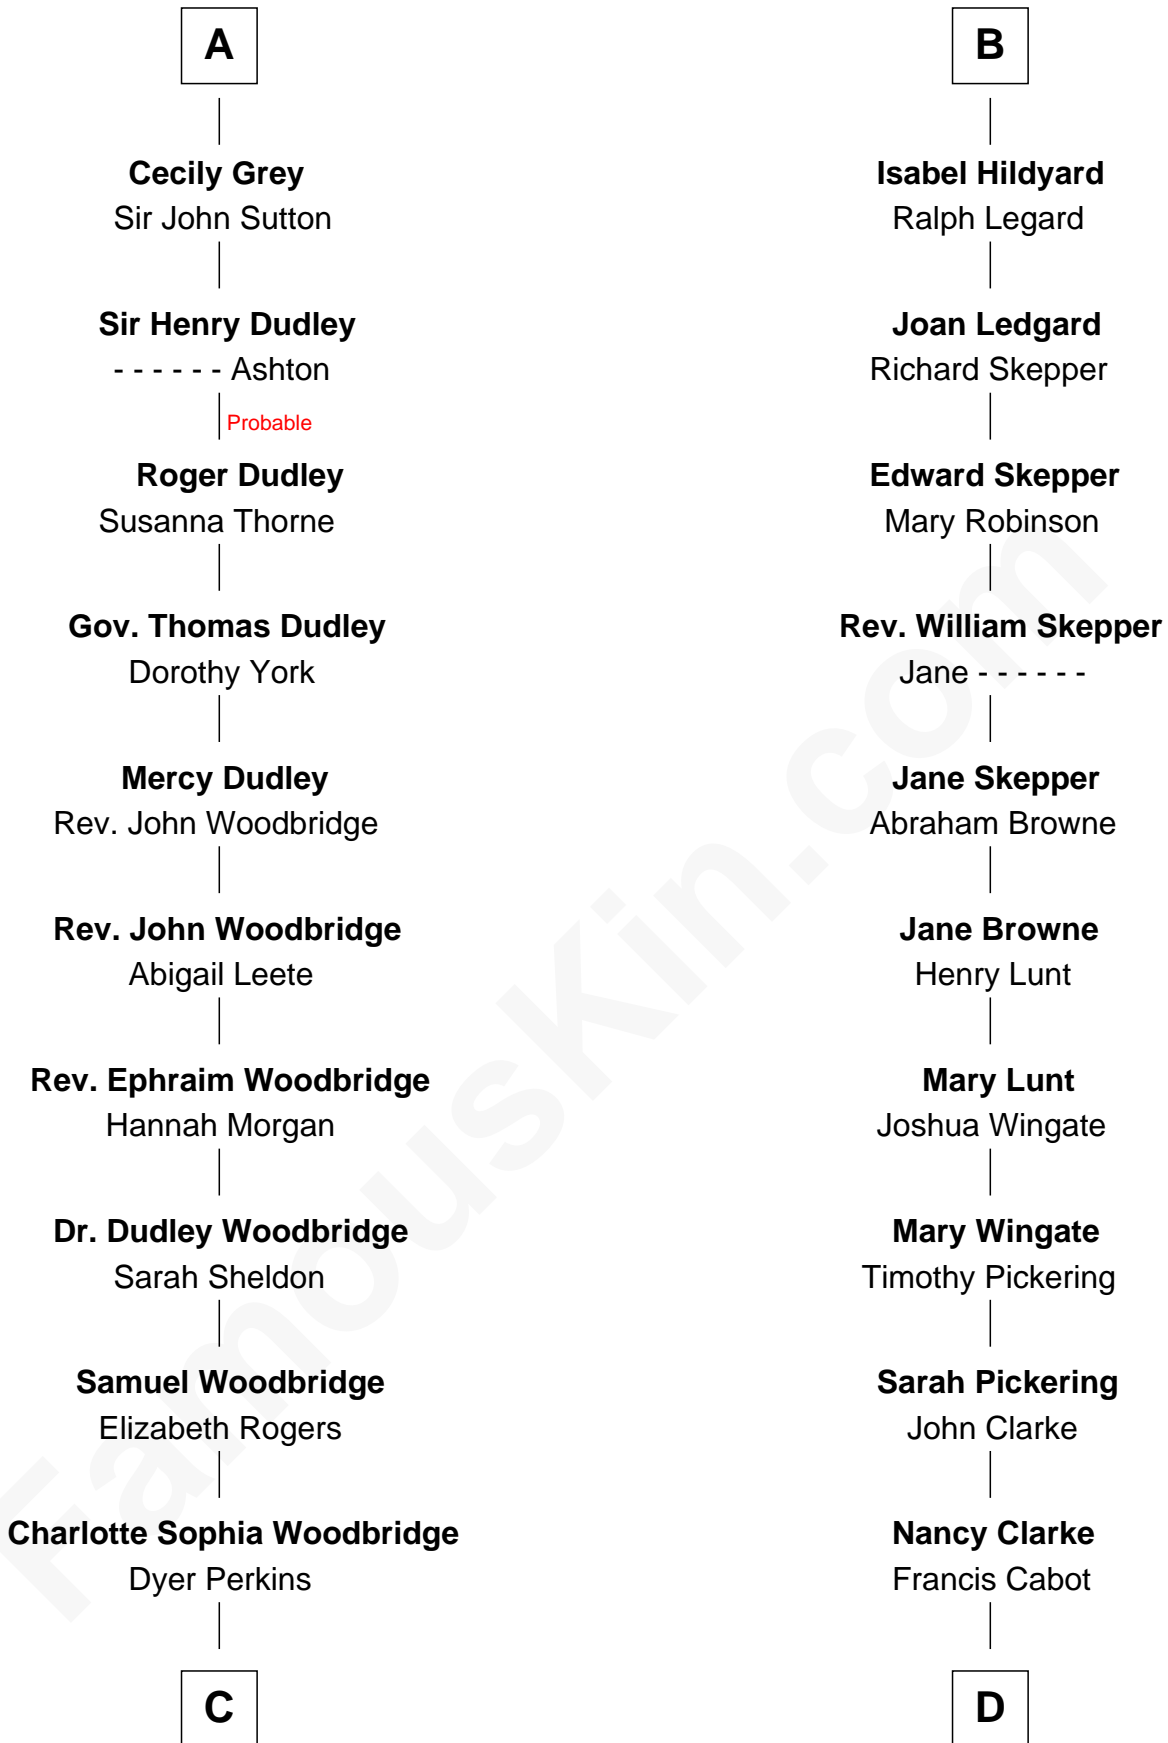 A
Cecily Grey
Sir John Sutton
Sir Henry Dudley
- - - - - - Ashton
Probable
Roger Dudley
Susanna Thorne
Gov. Thomas Dudley
Dorothy York
Mercy Dudley
Rev. John Woodbridge
Rev. John Woodbridge
Abigail Leete
Rev. Ephraim Woodbridge
Hannah Morgan
Dr. Dudley Woodbridge
Sarah Sheldon
Samuel Woodbridge
Elizabeth Rogers
Charlotte Sophia Woodbridge
Dyer Perkins
C
B
Isabel Hildyard
Ralph Legard
Joan Ledgard
Richard Skepper
Edward Skepper
Mary Robinson
Rev. William Skepper
Jane - - - - - -
Jane Skepper
Abraham Browne
Jane Browne
Henry Lunt
Mary Lunt
Joshua Wingate
Mary Wingate
Timothy Pickering
Sarah Pickering
John Clarke
Nancy Clarke
Francis Cabot
D
FamousKin.com